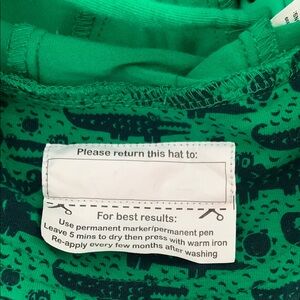 Please return this hat to:
For best results:
Use permanent marker/permanent pen
Leave 5 mins to dry then press with warm iron
Re-apply every few months after washing